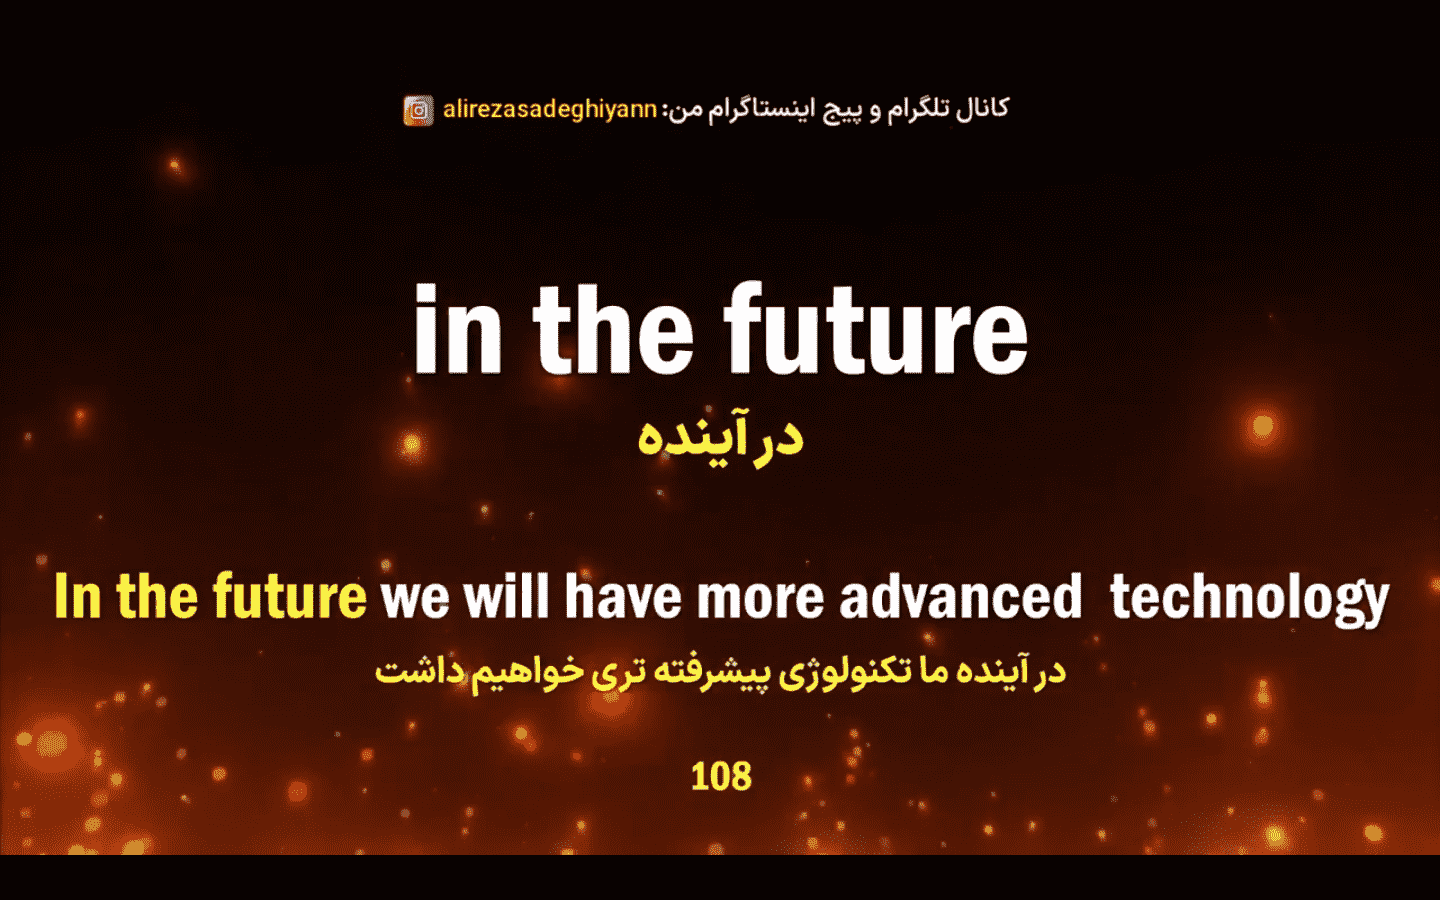 کانال تلگرام و پیج اینستاگرام من: alirezasadeghiyann
in the future
در آینده
In the future we will have more advanced technology
در آینده ما تکنولوژی پیشرفته تری خواهیم داشت
108